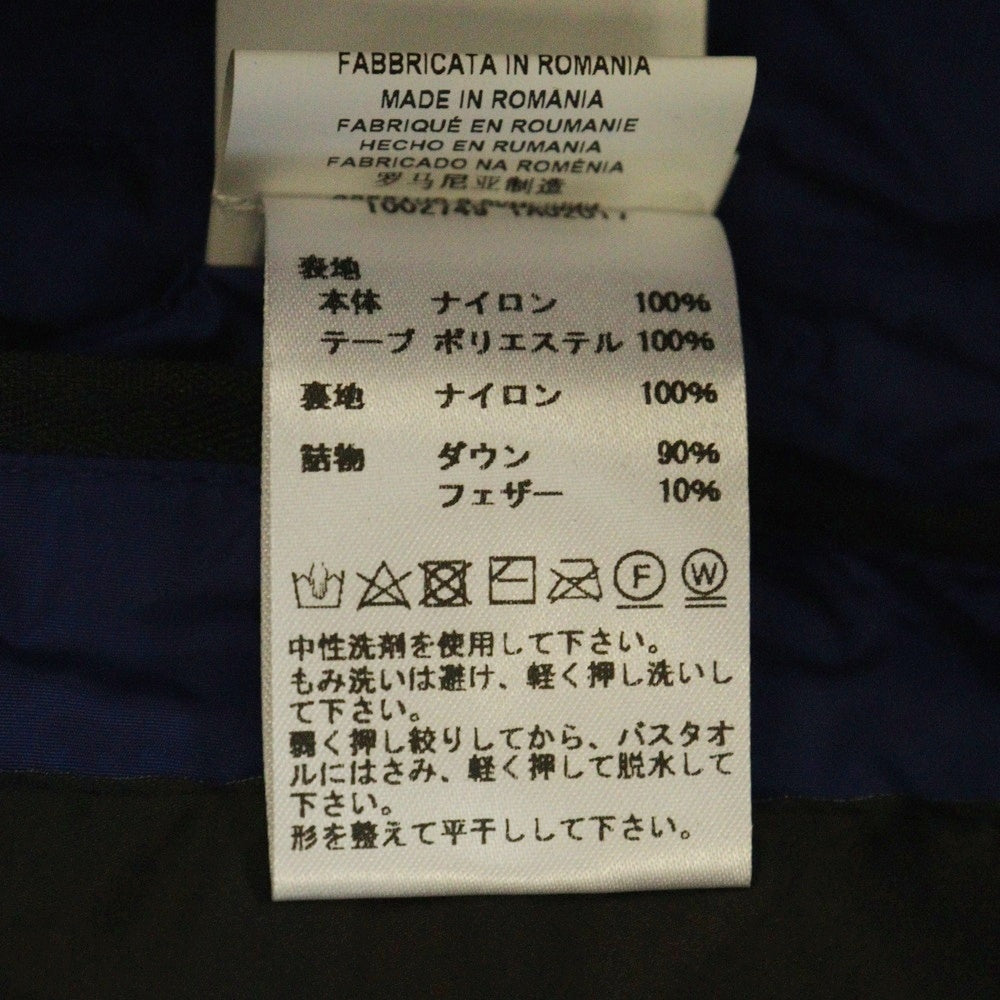 FABBRICATA IN ROMANIA
MADE IN ROMANIA
FABRIQUÉ EN ROUMANIE
HECHO EN RUMANIA
FABRICADO NA ROMÉNIA
罗马尼亚制造
表地
本体 ナイロン 100%
テープ ポリエステル 100%
裏地 ナイロン 100%
詰物 ダウン 90%
フェザー 10%
F W
中性洗剤を使用して下さい。
もみ洗いは避け、軽く押し洗いし
て下さい。
弱く押し絞りしてから、バスタオ
ルにはさみ、軽く押して脱水して
下さい。
形を整えて平干しして下さい。